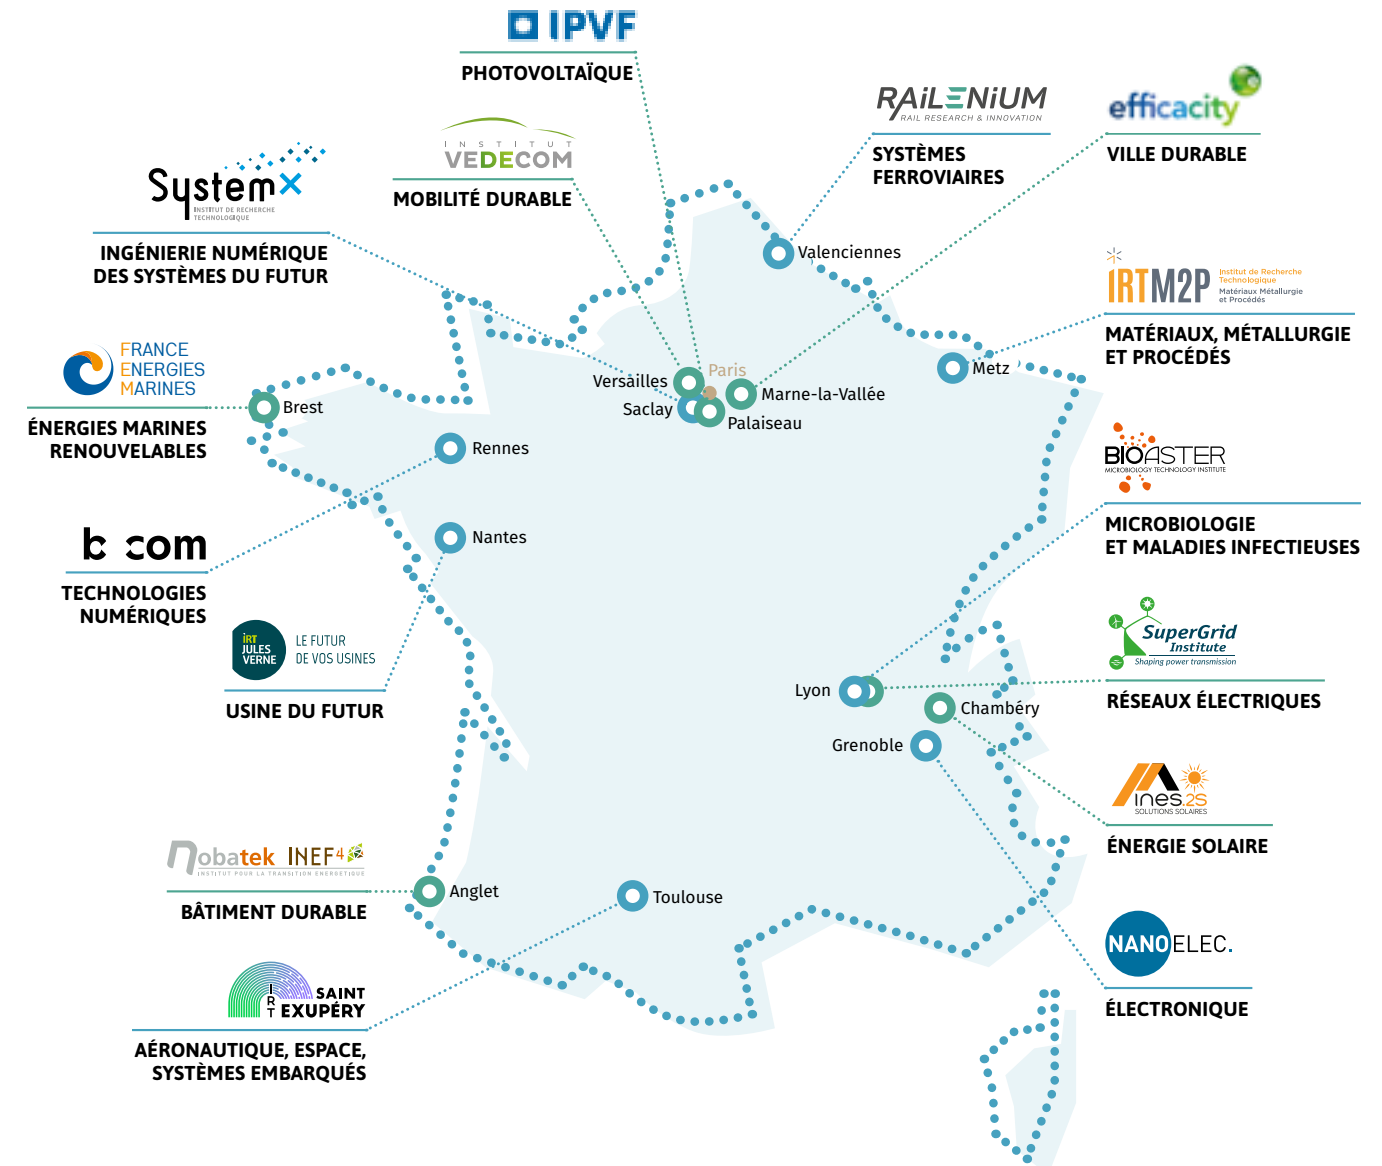 IPVF
PHOTOVOLTAÏQUE
INSTITUT
VEDECOM
MOBILITÉ DURABLE
RAiLENiUM
RAIL RESEARCH & INNOVATION
SYSTÈMES
FERROVIAIRES
efficacity
VILLE DURABLE
SystemX
INSTITUT DE RECHERCHE
TECHNOLOGIQUE
INGÉNIERIE NUMÉRIQUE
DES SYSTÈMES DU FUTUR
IRTM2P
Institut de Recherche
Technologique
Matériaux Métallurgie
et Procédés
MATÉRIAUX, MÉTALLURGIE
ET PROCÉDÉS
FRANCE
ENERGIES
MARINES
ÉNERGIES MARINES
RENOUVELABLES
BIOASTER
MICROBIOLOGY TECHNOLOGY INSTITUTE
MICROBIOLOGIE
ET MALADIES INFECTIEUSES
b com
TECHNOLOGIES
NUMÉRIQUES
iRT
JULES
VERNE
LE FUTUR
DE VOS USINES
USINE DU FUTUR
SuperGrid
Institute
Shaping power transmission
RÉSEAUX ÉLECTRIQUES
ines.2S
SOLUTIONS SOLAIRES
ÉNERGIE SOLAIRE
nobatek INEF4
INSTITUT POUR LA TRANSITION ÉNERGÉTIQUE
BÂTIMENT DURABLE
NANOELEC.
ÉLECTRONIQUE
IRT
SAINT
EXUPÉRY
AÉRONAUTIQUE, ESPACE,
SYSTÈMES EMBARQUÉS
Valenciennes
Metz
Paris
Versailles
Marne-la-Vallée
Saclay
Palaiseau
Brest
Rennes
Nantes
Lyon
Chambéry
Grenoble
Anglet
Toulouse